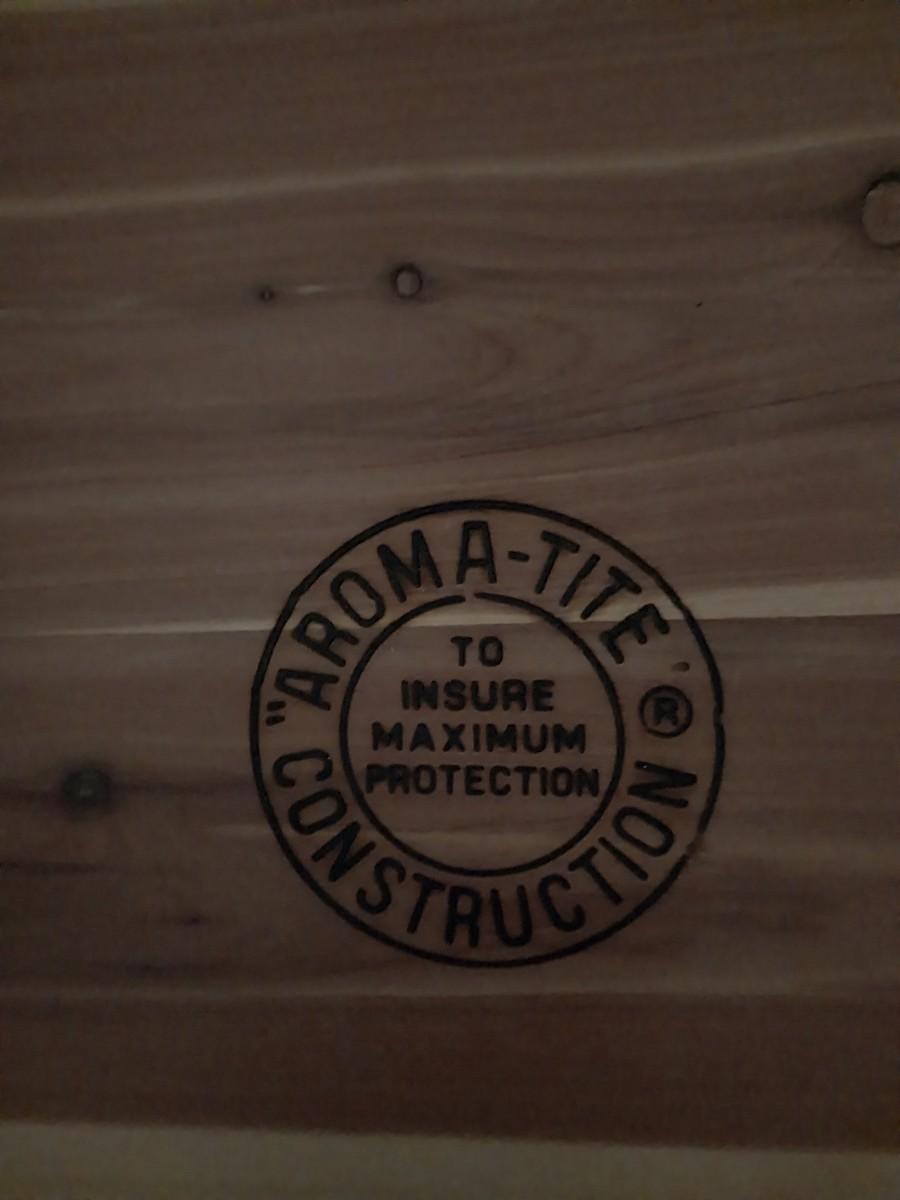 "AROMA-TITE" ®
TO
INSURE
MAXIMUM
PROTECTION
CONSTRUCTION